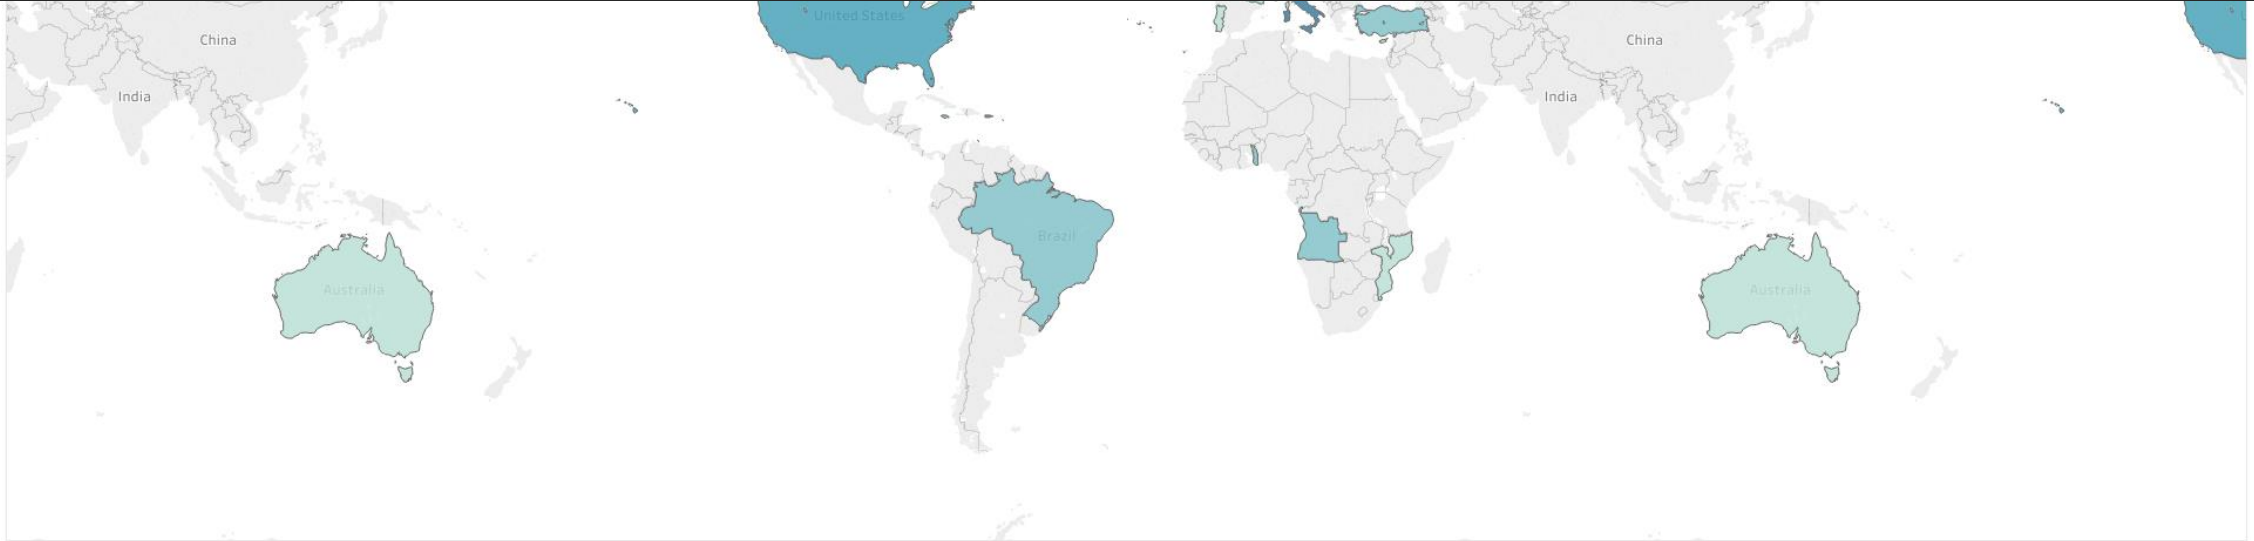 United States
China
China
India
India
Brazil
Australia
Australia